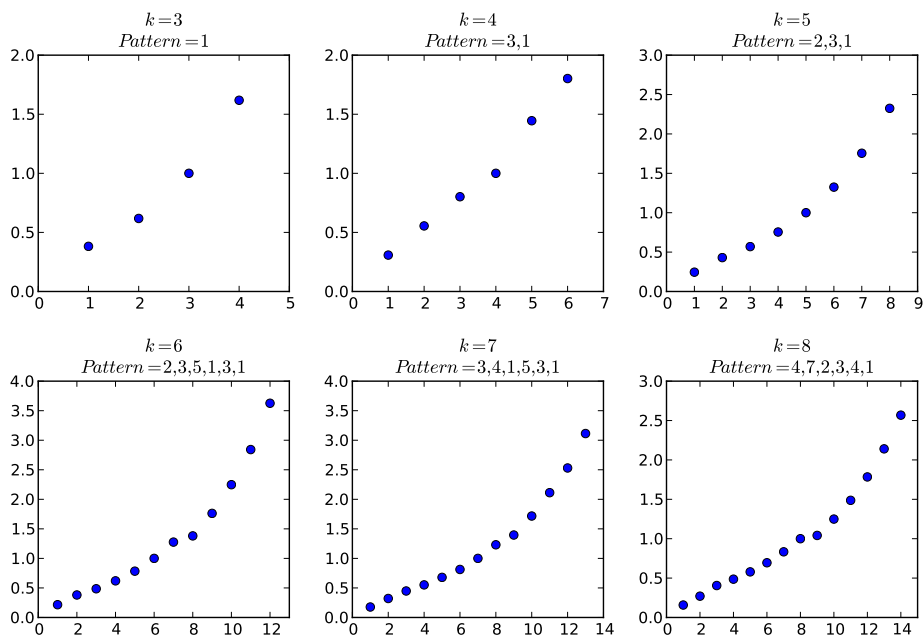 k=3
Pattern=1
2.0
1.5
1.0
0.5
0.0
0 1 2 3 4 5
k=4
Pattern=3,1
2.0
1.5
1.0
0.5
0.0
0 1 2 3 4 5 6 7
k=5
Pattern=2,3,1
3.0
2.5
2.0
1.5
1.0
0.5
0.0
0 1 2 3 4 5 6 7 8 9
k=6
Pattern=2,3,5,1,3,1
4.0
3.5
3.0
2.5
2.0
1.5
1.0
0.5
0.0
2 4 6 8 10 12
k=7
Pattern=3,4,1,5,3,1
4.0
3.5
3.0
2.5
2.0
1.5
1.0
0.5
0.0
2 4 6 8 10 12 14
k=8
Pattern=4,7,2,3,4,1
3.0
2.5
2.0
1.5
1.0
0.5
0.0
2 4 6 8 10 12 14